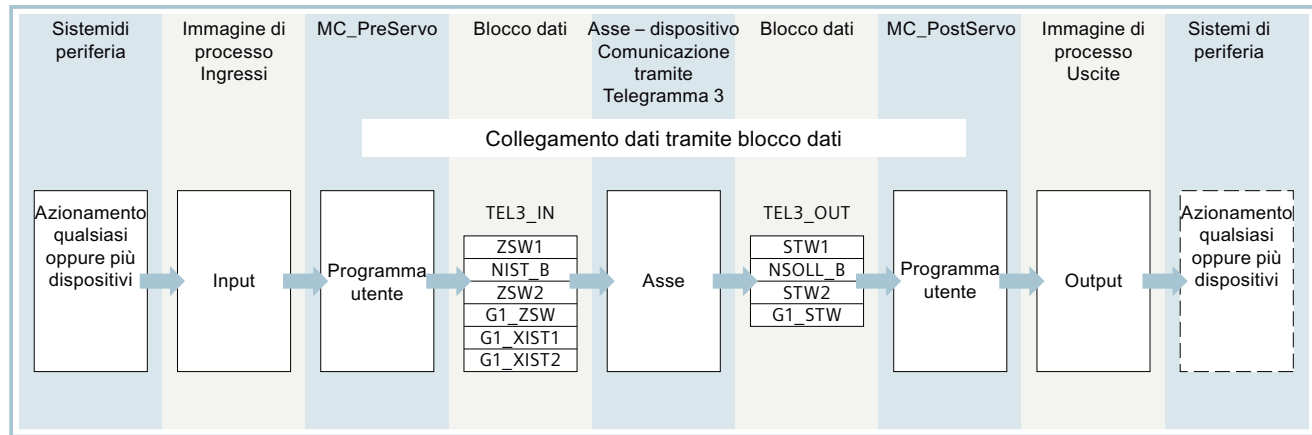 Sistemidi
periferia
Immagine di
processo
Ingressi
MC_PreServo
Blocco dati
Asse – dispositivo
Comunicazione
tramite
Telegramma 3
Blocco dati
MC_PostServo
Immagine di
processo
Uscite
Sistemi di
periferia
Collegamento dati tramite blocco dati
Azionamento
qualsiasi
oppure più
dispositivi
Input
Programma
utente
TEL3_IN
ZSW1
NIST_B
ZSW2
G1_ZSW
G1_XIST1
G1_XIST2
Asse
TEL3_OUT
STW1
NSOLL_B
STW2
G1_STW
Programma
utente
Output
Azionamento
qualsiasi
oppure più
dispositivi